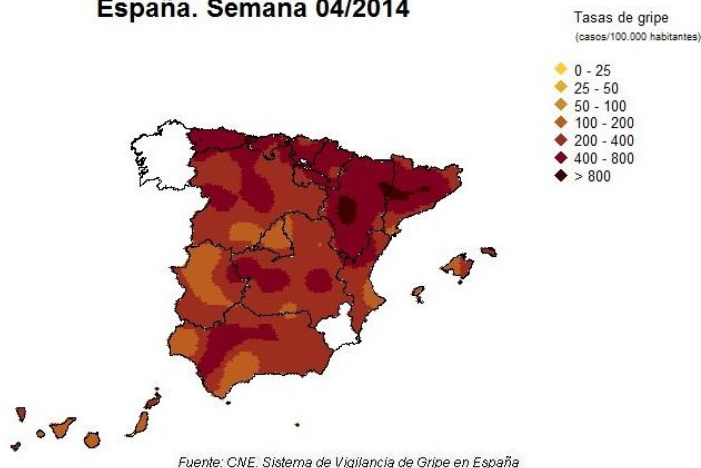 España. Semana 04/2014
Tasas de gripe
(casos/100.000 habitantes)
0 - 25
25 - 50
50 - 100
100 - 200
200 - 400
400 - 800
> 800
Fuente: CNE. Sistema de Vigilancia de Gripe en España